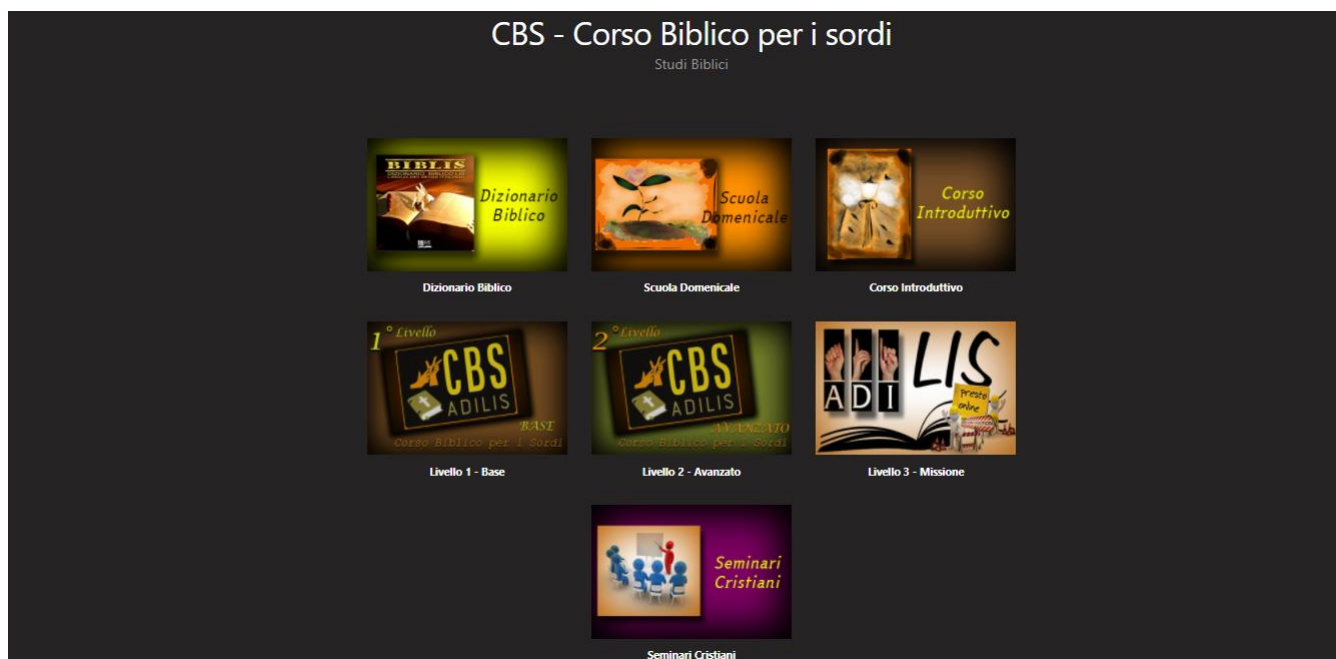 CBS - Corso Biblico per i sordi
Studi Biblici
BIBLIS
Dizionario
Biblico
Scuola
Domenicale
Corso
Introduttivo
Dizionario Biblico
Scuola Domenicale
Corso Introduttivo
1° Livello
CBS
ADILIS
BASE
Corso Biblico per i Sordi
2° Livello
CBS
ADILIS
AVANZATO
Corso Biblico per i Sordi
LIS
ADI
Presto
online
Livello 1 - Base
Livello 2 - Avanzato
Livello 3 - Missione
Seminari
Cristiani
Seminari Cristiani